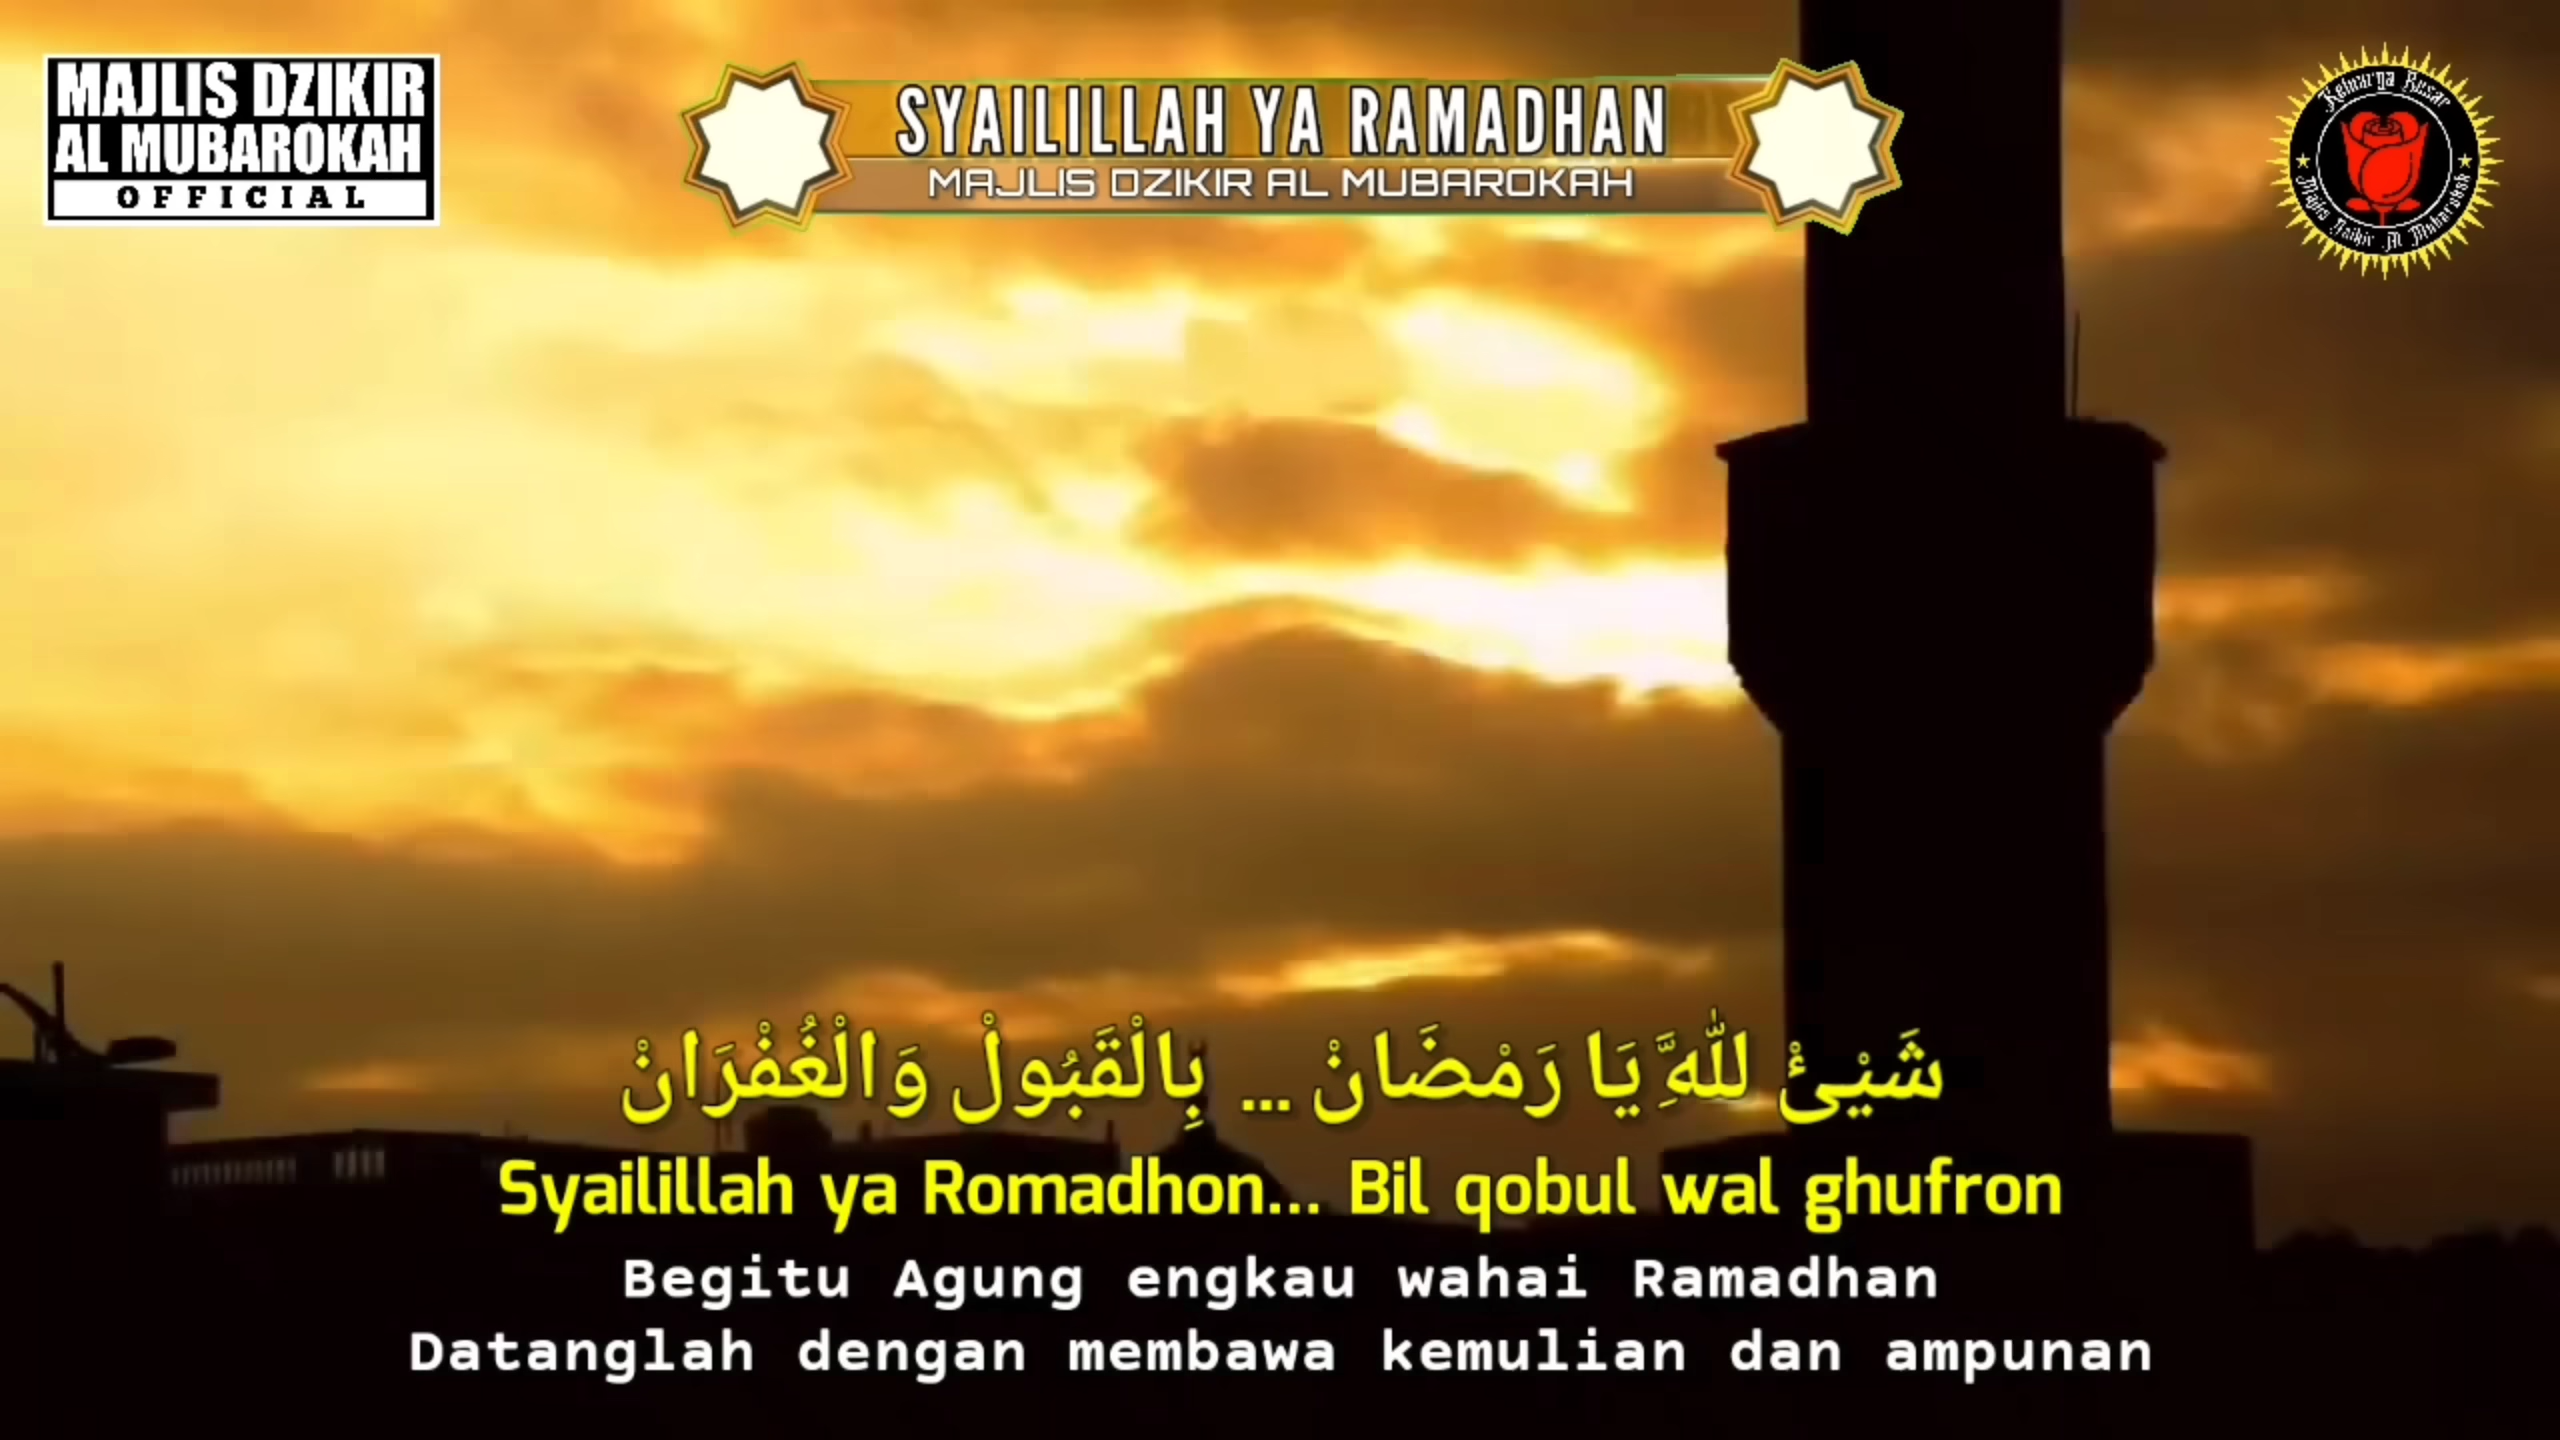 MAJLIS DZIKIR
AL MUBAROKAH
OFFICIAL
SYAILILLAH YA RAMADHAN
MAJLIS DZIKIR AL MUBAROKAH
شَيْئْ لِلّٰهِ يَا رَمْضَانْ ... بِالْقَبُولْ وَالْغُفْرَانْ
Syailillah ya Romadhon... Bil qobul wal ghufron
Begitu Agung engkau wahai Ramadhan
Datanglah dengan membawa kemulian dan ampunan